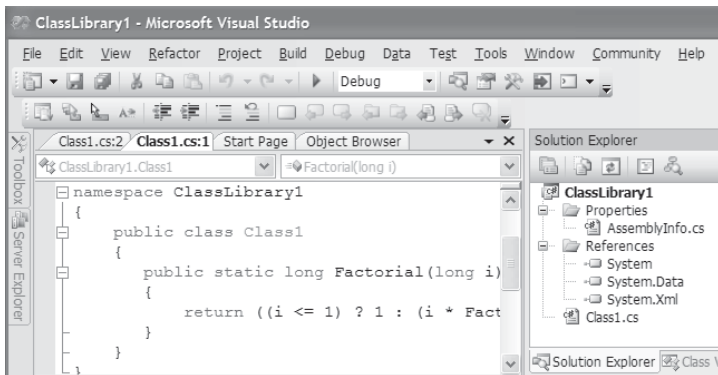 ClassLibrary1 - Microsoft Visual Studio
File Edit View Refactor Project Build Debug Data Test Tools Window Community Help
Debug
Class1.cs:2 Class1.cs:1 Start Page Object Browser
ClassLibrary1.Class1 Factorial(long i)
namespace ClassLibrary1
{
public class Class1
{
public static long Factorial(long i)
{
return ((i <= 1) ? 1 : (i * Fact
}
}
}
Toolbox
Server Explorer
Solution Explorer
ClassLibrary1
Properties
AssemblyInfo.cs
References
System
System.Data
System.Xml
Class1.cs
Solution Explorer Class V